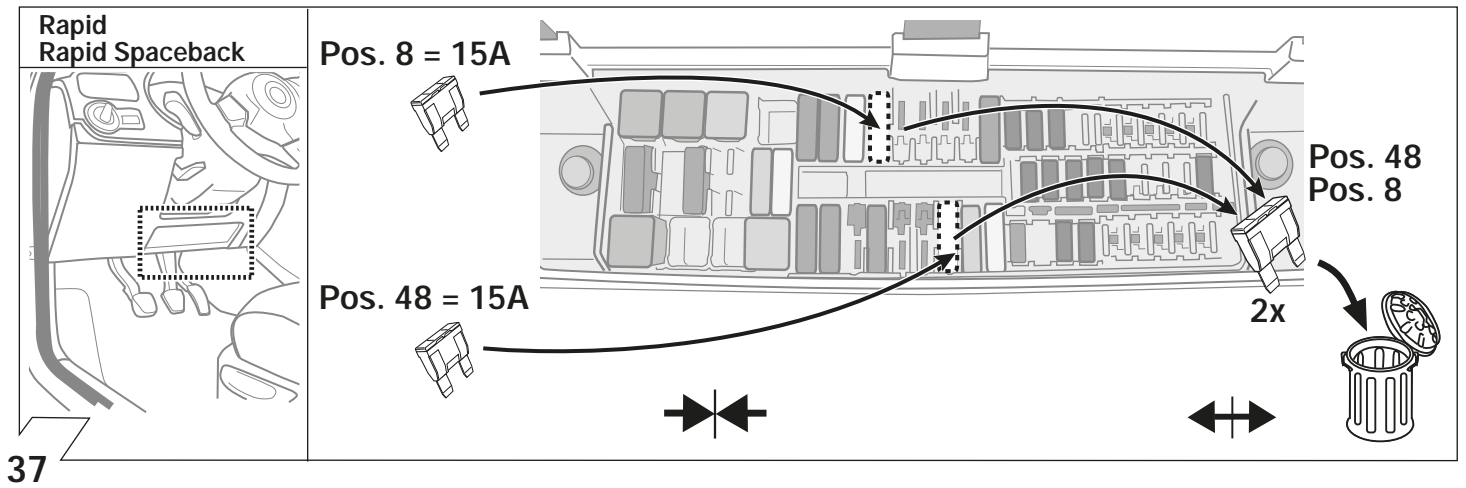 Rapid
Rapid Spaceback
Pos. 8 = 15A
Pos. 48
Pos. 8
Pos. 48 = 15A
2x
37